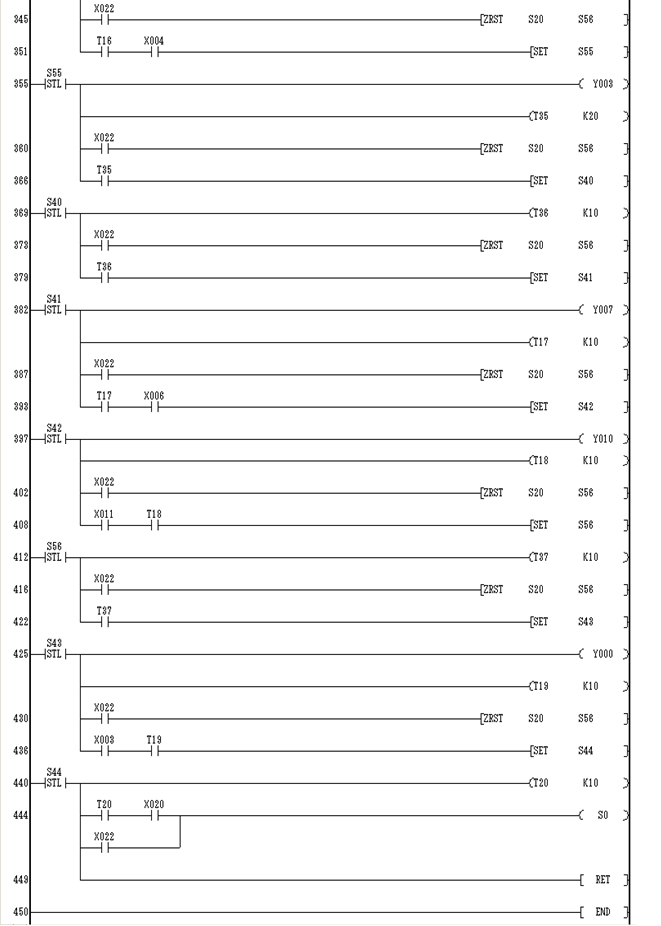 X022
345 ZRST S20 S56
T16 X004
351 SET S55
S55
355 STL Y003
T35 K20
X022
360 ZRST S20 S56
T35
366 SET S40
S40
369 STL T36 K10
X022
373 ZRST S20 S56
T36
379 SET S41
S41
382 STL Y007
T17 K10
X022
387 ZRST S20 S56
T17 X006
393 SET S42
S42
397 STL Y010
T18 K10
X022
402 ZRST S20 S56
X011 T18
408 SET S56
S56
412 STL T37 K10
X022
416 ZRST S20 S56
T37
422 SET S43
S43
425 STL Y000
T19 K10
X022
430 ZRST S20 S56
X003 T19
436 SET S44
S44
440 STL T20 K10
T20 X020
444 S0
X022
449 RET
450 END